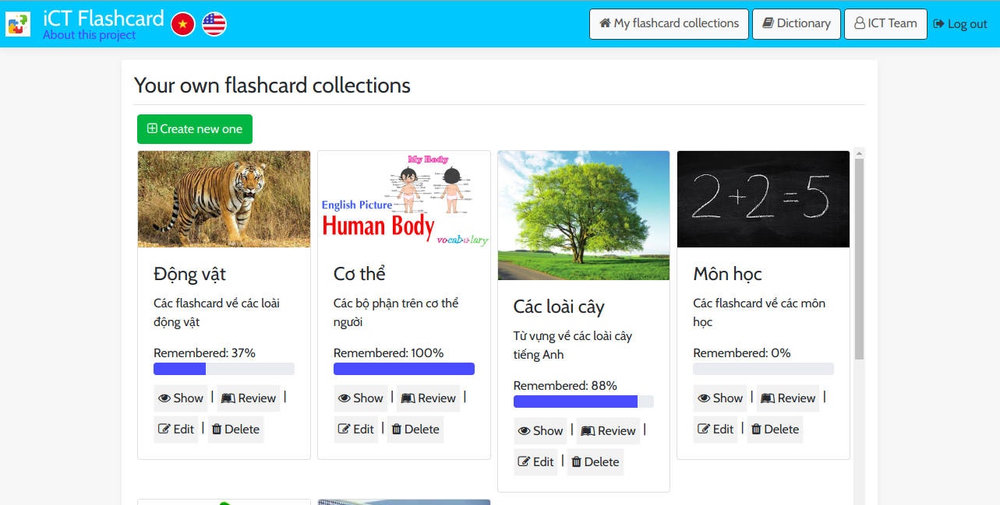 iCT Flashcard
About this project
My flashcard collections
Dictionary
ICT Team
Log out
Your own flashcard collections
Create new one
My Body
English Picture
Human Body
vocabulary
Động vật
Các flashcard về các loài
động vật
Remembered: 37%
Show | Review |
Edit | Delete
Cơ thể
Các bộ phận trên cơ thể
người
Remembered: 100%
Show | Review |
Edit | Delete
Các loài cây
Từ vựng về các loài cây
tiếng Anh
Remembered: 88%
Show | Review |
Edit | Delete
2+2=5
Môn học
Các flashcard về các môn
học
Remembered: 0%
Show | Review |
Edit | Delete